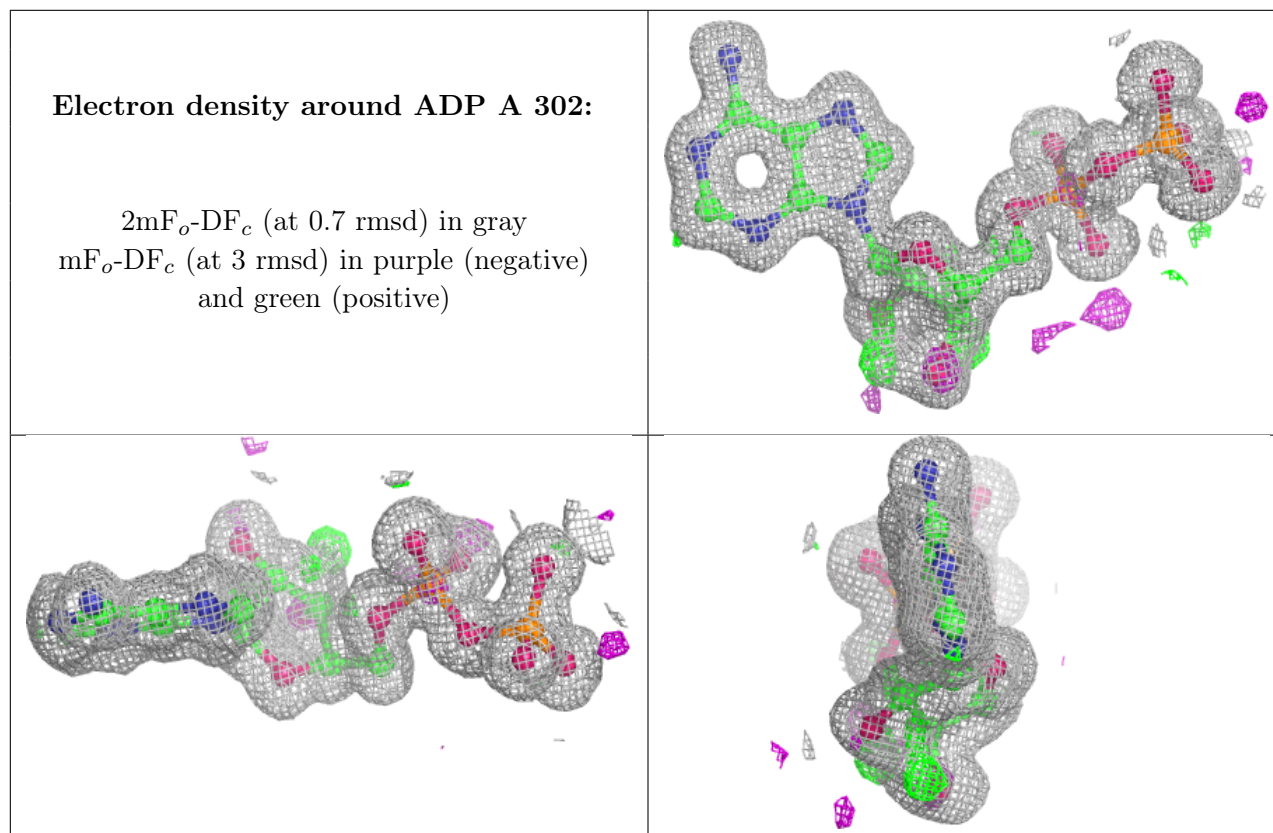 Electron density around ADP A 302:
2mFo-DFc (at 0.7 rmsd) in gray
mFo-DFc (at 3 rmsd) in purple (negative)
and green (positive)